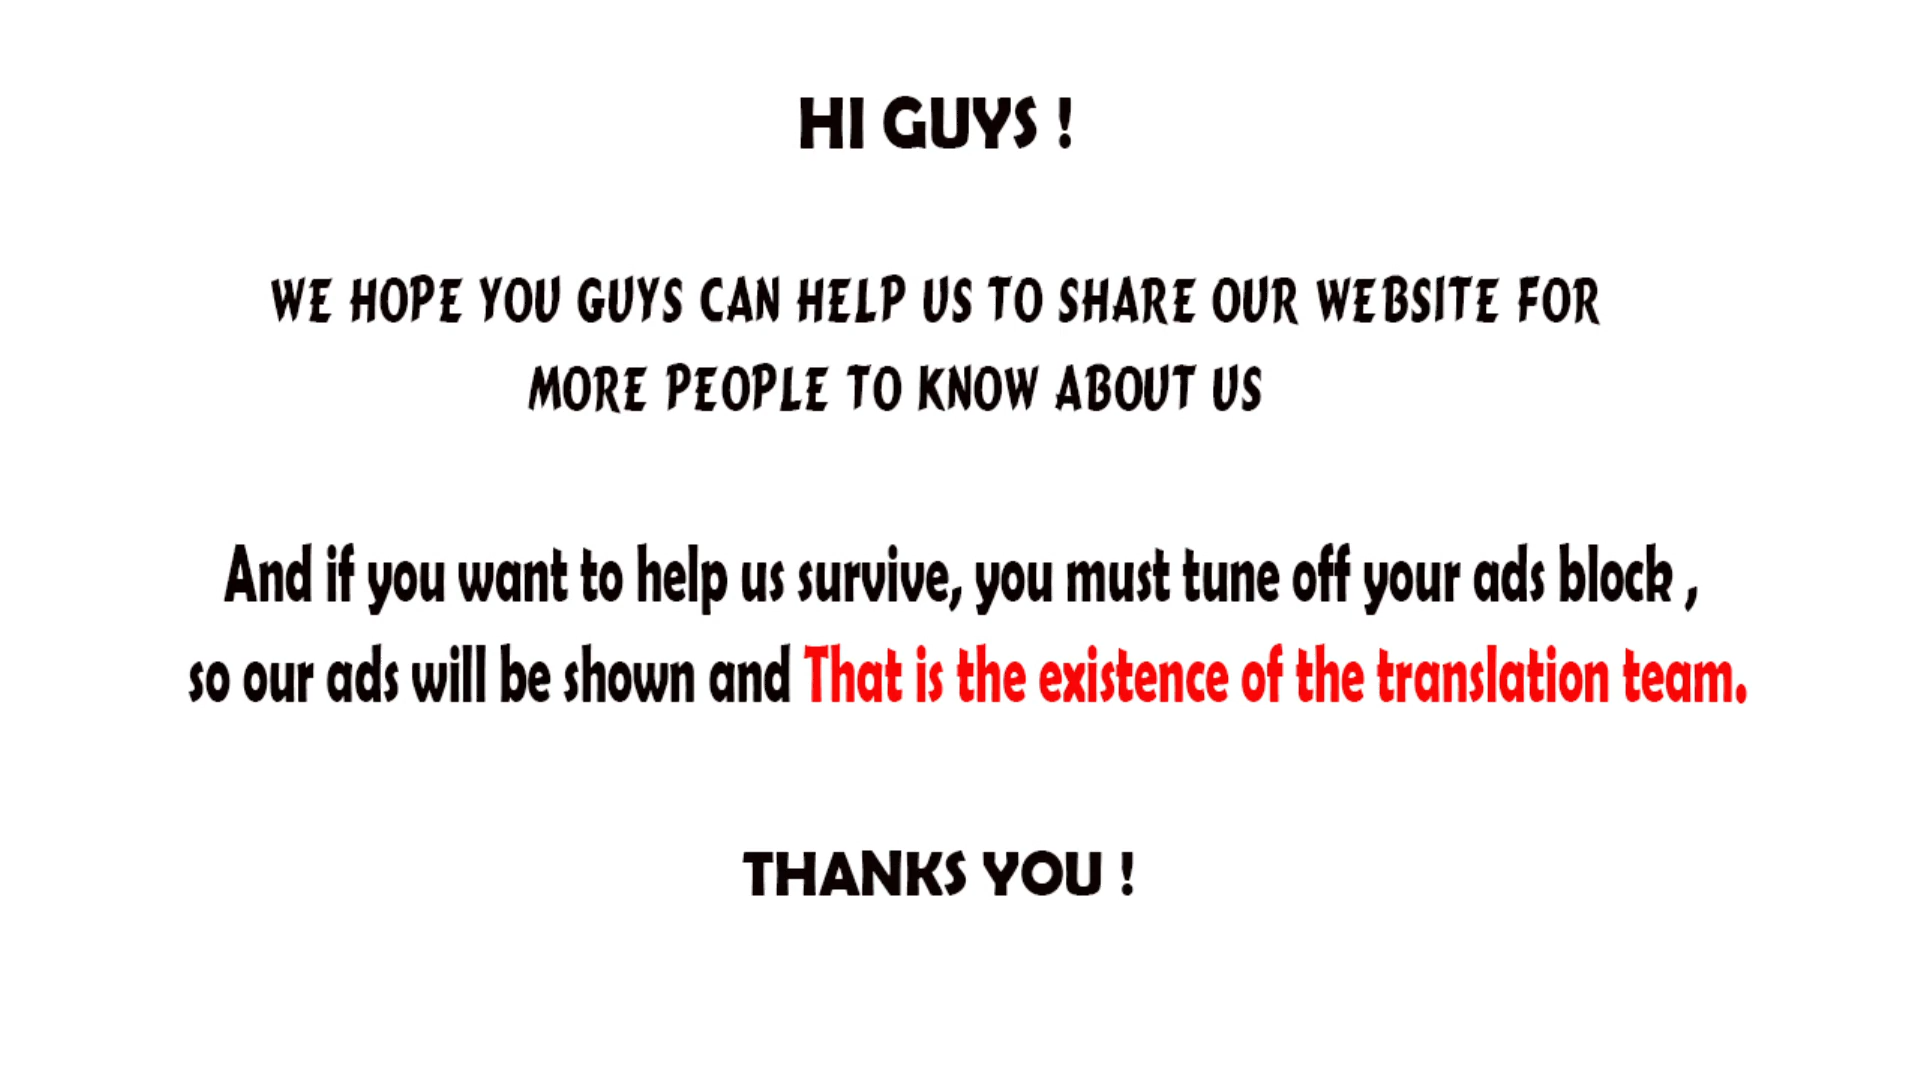 HI GUYS !
WE HOPE YOU GUYS CAN HELP US TO SHARE OUR WEBSITE FOR
MORE PEOPLE TO KNOW ABOUT US
And if you want to help us survive, you must tune off your ads block ,
so our ads will be shown and That is the existence of the translation team.
THANKS YOU !